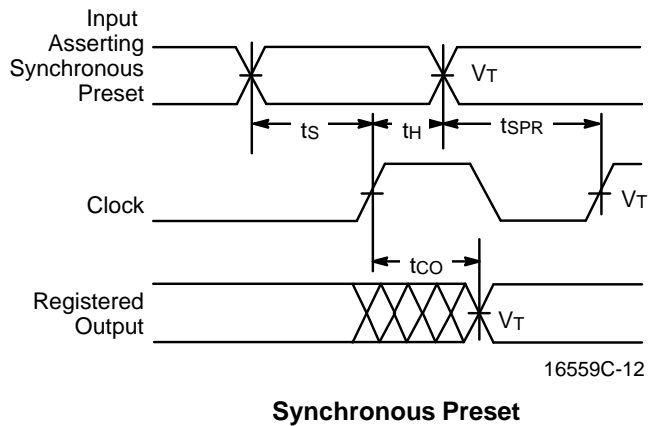 Input
Asserting
Synchronous
Preset
VT
tS
tH
tSPR
Clock
VT
tCO
Registered
Output
VT
16559C-12
Synchronous Preset